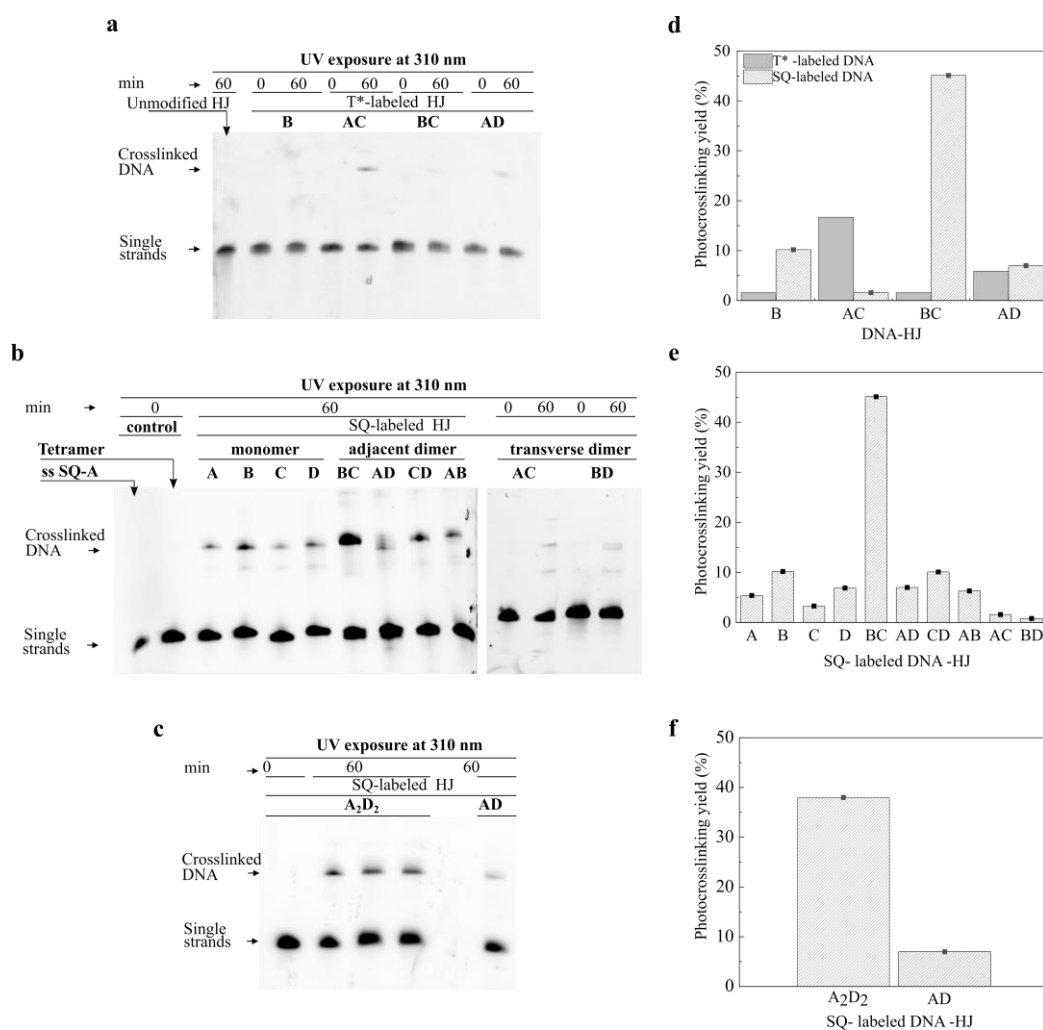 a
UV exposure at 310 nm
min
60 0 60 0 60 0 60 0 60
Unmodified HJ T*-labeled HJ
B AC BC AD
Crosslinked
DNA
Single
strands
b
UV exposure at 310 nm
min 0 60 0 60 0 60
control SQ-labeled HJ
Tetramer monomer adjacent dimer transverse dimer
ss SQ-A A B C D BC AD CD AB AC BD
Crosslinked
DNA
Single
strands
c
UV exposure at 310 nm
min 0 60 60
SQ-labeled HJ
A₂D₂ AD
Crosslinked
DNA
Single
strands
d
50
40
30
20
10
0
Photocrosslinking yield (%)
T* -labeled DNA
SQ-labeled DNA
B AC BC AD
DNA-HJ
e
50
40
30
20
10
0
Photocrosslinking yield (%)
A B C D BC AD CD AB AC BD
SQ- labeled DNA -HJ
f
50
40
30
20
10
0
Photocrosslinking yield (%)
A₂D₂ AD
SQ- labeled DNA -HJ